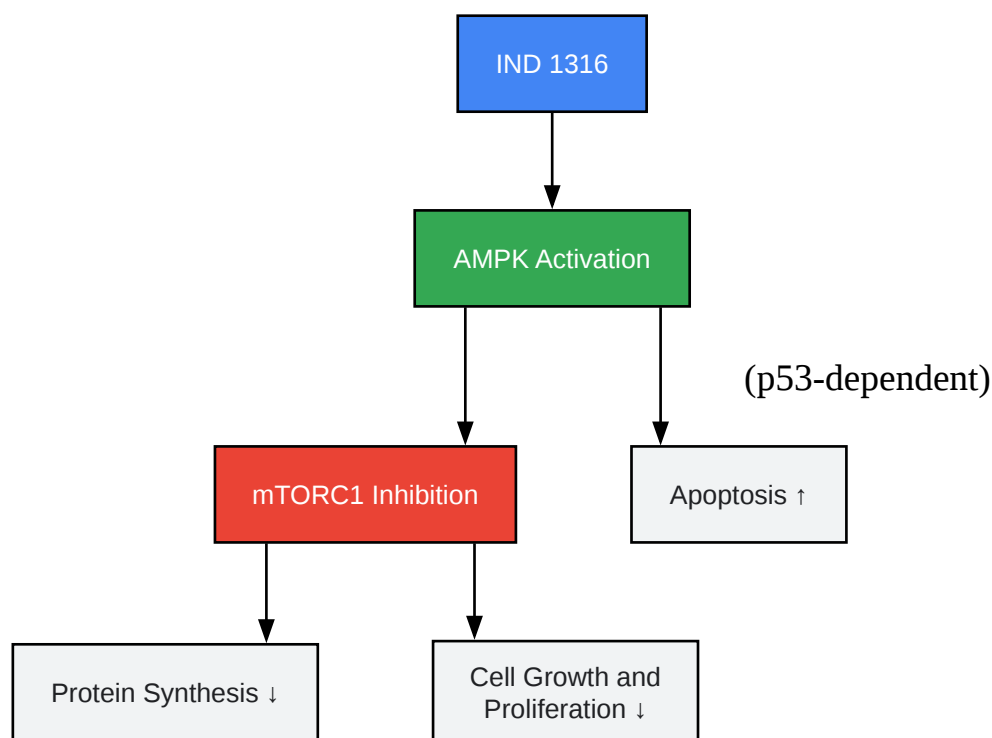 IND 1316
AMPK Activation
(p53-dependent)
mTORC1 Inhibition
Apoptosis ↑
Protein Synthesis ↓
Cell Growth and
Proliferation ↓